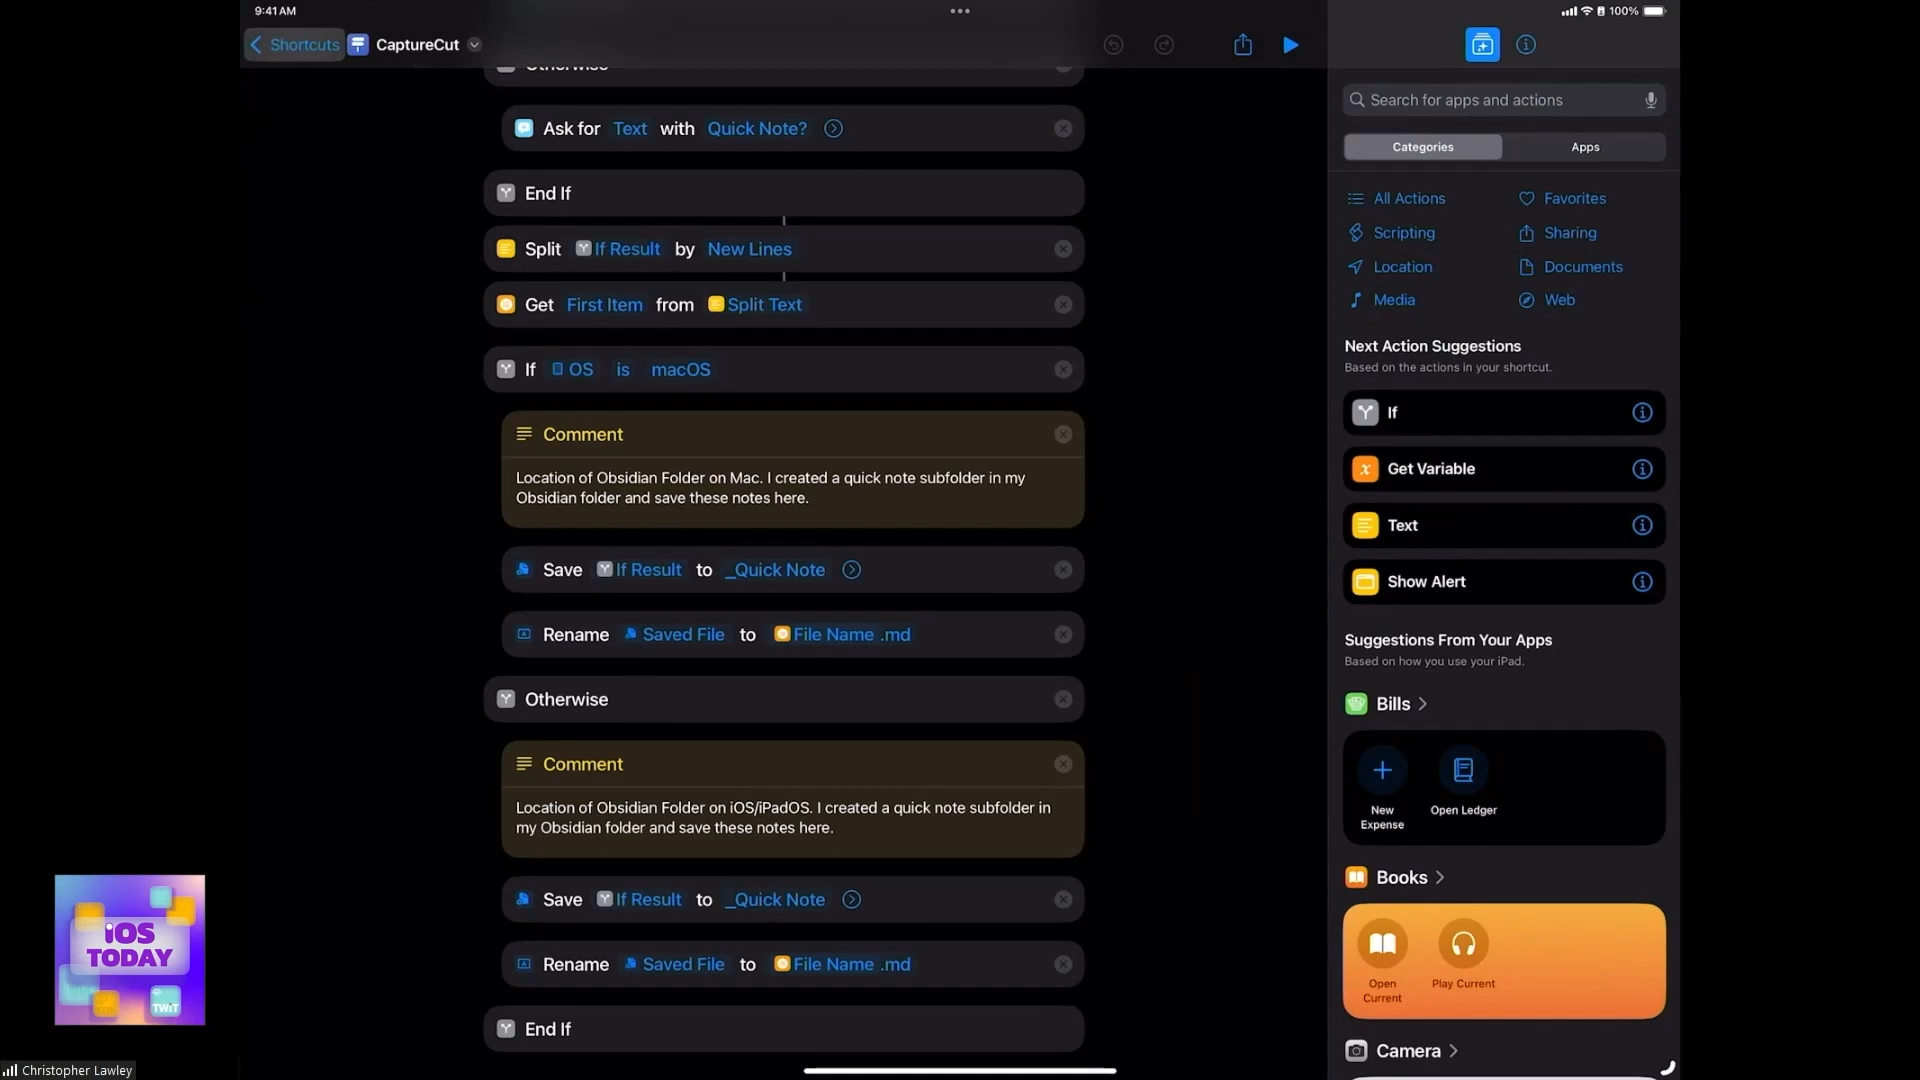 9:41 AM
100%
Shortcuts
CaptureCut
Otherwise
Ask for Text with Quick Note?
End If
Split If Result by New Lines
Get First Item from Split Text
If OS is macOS
Comment
Location of Obsidian Folder on Mac. I created a quick note subfolder in my
Obsidian folder and save these notes here.
Save If Result to _Quick Note
Rename Saved File to File Name .md
Otherwise
Comment
Location of Obsidian Folder on iOS/iPadOS. I created a quick note subfolder in
my Obsidian folder and save these notes here.
Save If Result to _Quick Note
Rename Saved File to File Name .md
End If
Search for apps and actions
Categories
Apps
All Actions
Favorites
Scripting
Sharing
Location
Documents
Media
Web
Next Action Suggestions
Based on the actions in your shortcut.
If
Get Variable
Text
Show Alert
Suggestions From Your Apps
Based on how you use your iPad.
Bills
New
Expense
Open Ledger
Books
Open
Current
Play Current
Camera
iOS
TODAY
TWiT
Christopher Lawley